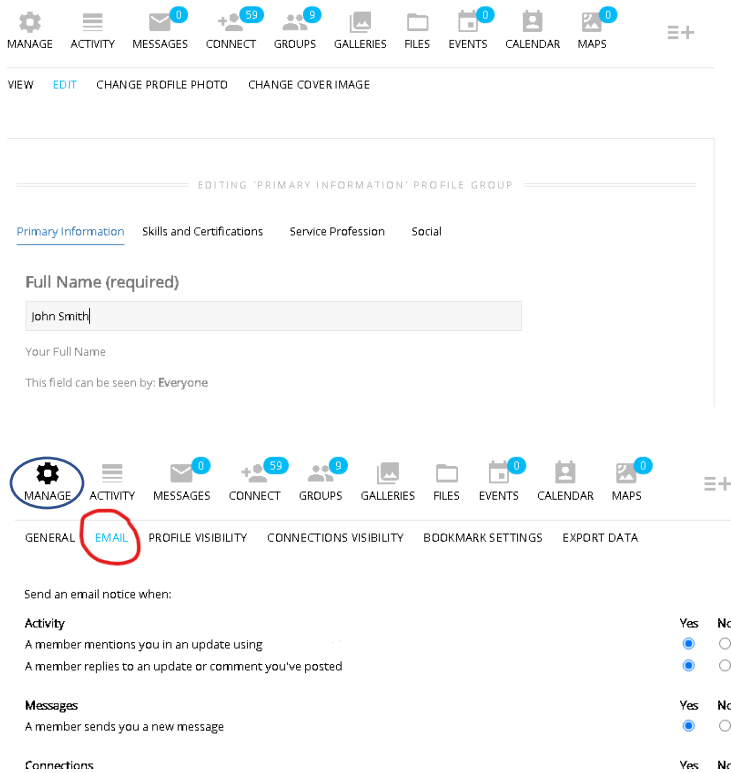 0 59 9 0 0
MANAGE ACTIVITY MESSAGES CONNECT GROUPS GALLERIES FILES EVENTS CALENDAR MAPS
VIEW EDIT CHANGE PROFILE PHOTO CHANGE COVER IMAGE
EDITING 'PRIMARY INFORMATION' PROFILE GROUP
Primary Information Skills and Certifications Service Profession Social
Full Name (required)
John Smith
Your Full Name
This field can be seen by: Everyone
0 59 9 0 0
MANAGE ACTIVITY MESSAGES CONNECT GROUPS GALLERIES FILES EVENTS CALENDAR MAPS
GENERAL EMAIL PROFILE VISIBILITY CONNECTIONS VISIBILITY BOOKMARK SETTINGS EXPORT DATA
Send an email notice when:
Activity Yes No
A member mentions you in an update using
A member replies to an update or comment you've posted
Messages Yes No
A member sends you a new message
Connections Yes No